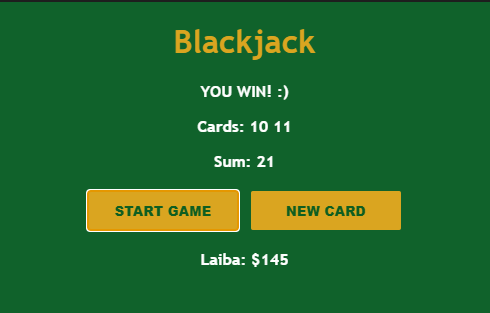 Blackjack
YOU WIN! :)
Cards: 10 11
Sum: 21
START GAME NEW CARD
Laiba: $145